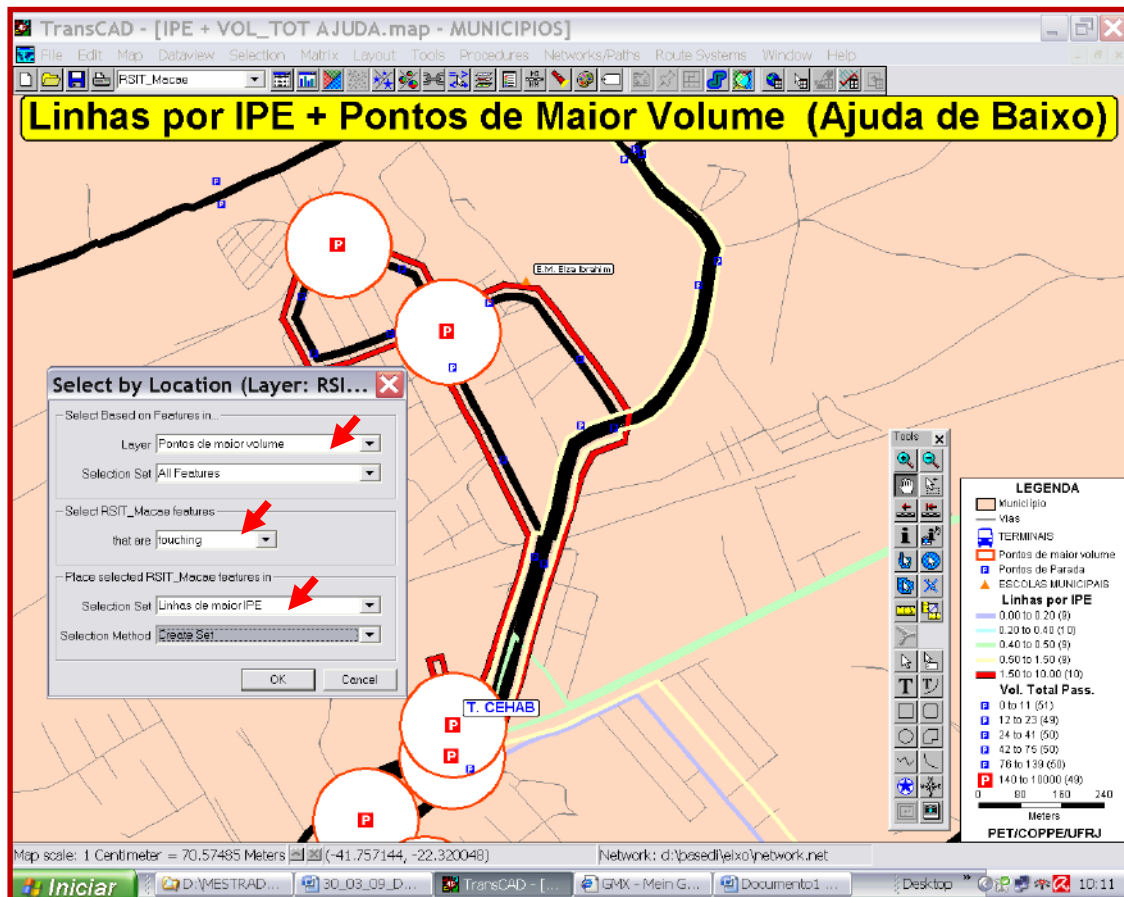 TransCAD - [IPE + VOL_TOT AJUDA.map - MUNICIPIOS]
File Edit Map Dataview Selection Matrix Layout Tools Procedures Networks/Paths Route Systems Window Help
RSIT_Macae
Linhas por IPE + Pontos de Maior Volume (Ajuda de Baixo)
E.M. Elza Ibrahim
Select by Location (Layer: RSI...
Select Based on Features in...
Layer Pontos de maior volume
Selection Set All Features
Select RSIT_Macae features
that are touching
Place selected RSIT_Macae features in
Selection Set Linhas de maior IPE
Selection Method Create Set
OK Cancel
T. CEHAB
Tools
LEGENDA
Município
Vias
TERMINAIS
Pontos de maior volume
Pontos de Parada
ESCOLAS MUNICIPAIS
Linhas por IPE
0.00 to 0.20 (9)
0.20 to 0.40 (10)
0.40 to 0.50 (9)
0.50 to 1.50 (9)
1.50 to 10.00 (10)
Vol. Total Pass.
0 to 11 (51)
12 to 23 (49)
24 to 41 (50)
42 to 75 (50)
76 to 139 (50)
140 to 10000 (49)
0 80 160 240
Meters
PET/COPPE/UFRJ
Map scale: 1 Centimeter = 70.57485 Meters (-41.757144, -22.320048) Network: d:\basedl\eixo\network.net
Iniciar D:\MESTRAD... 30_03_09_D... TransCAD - [... GMX - Mein G... Documento1 ... Desktop » 10:11